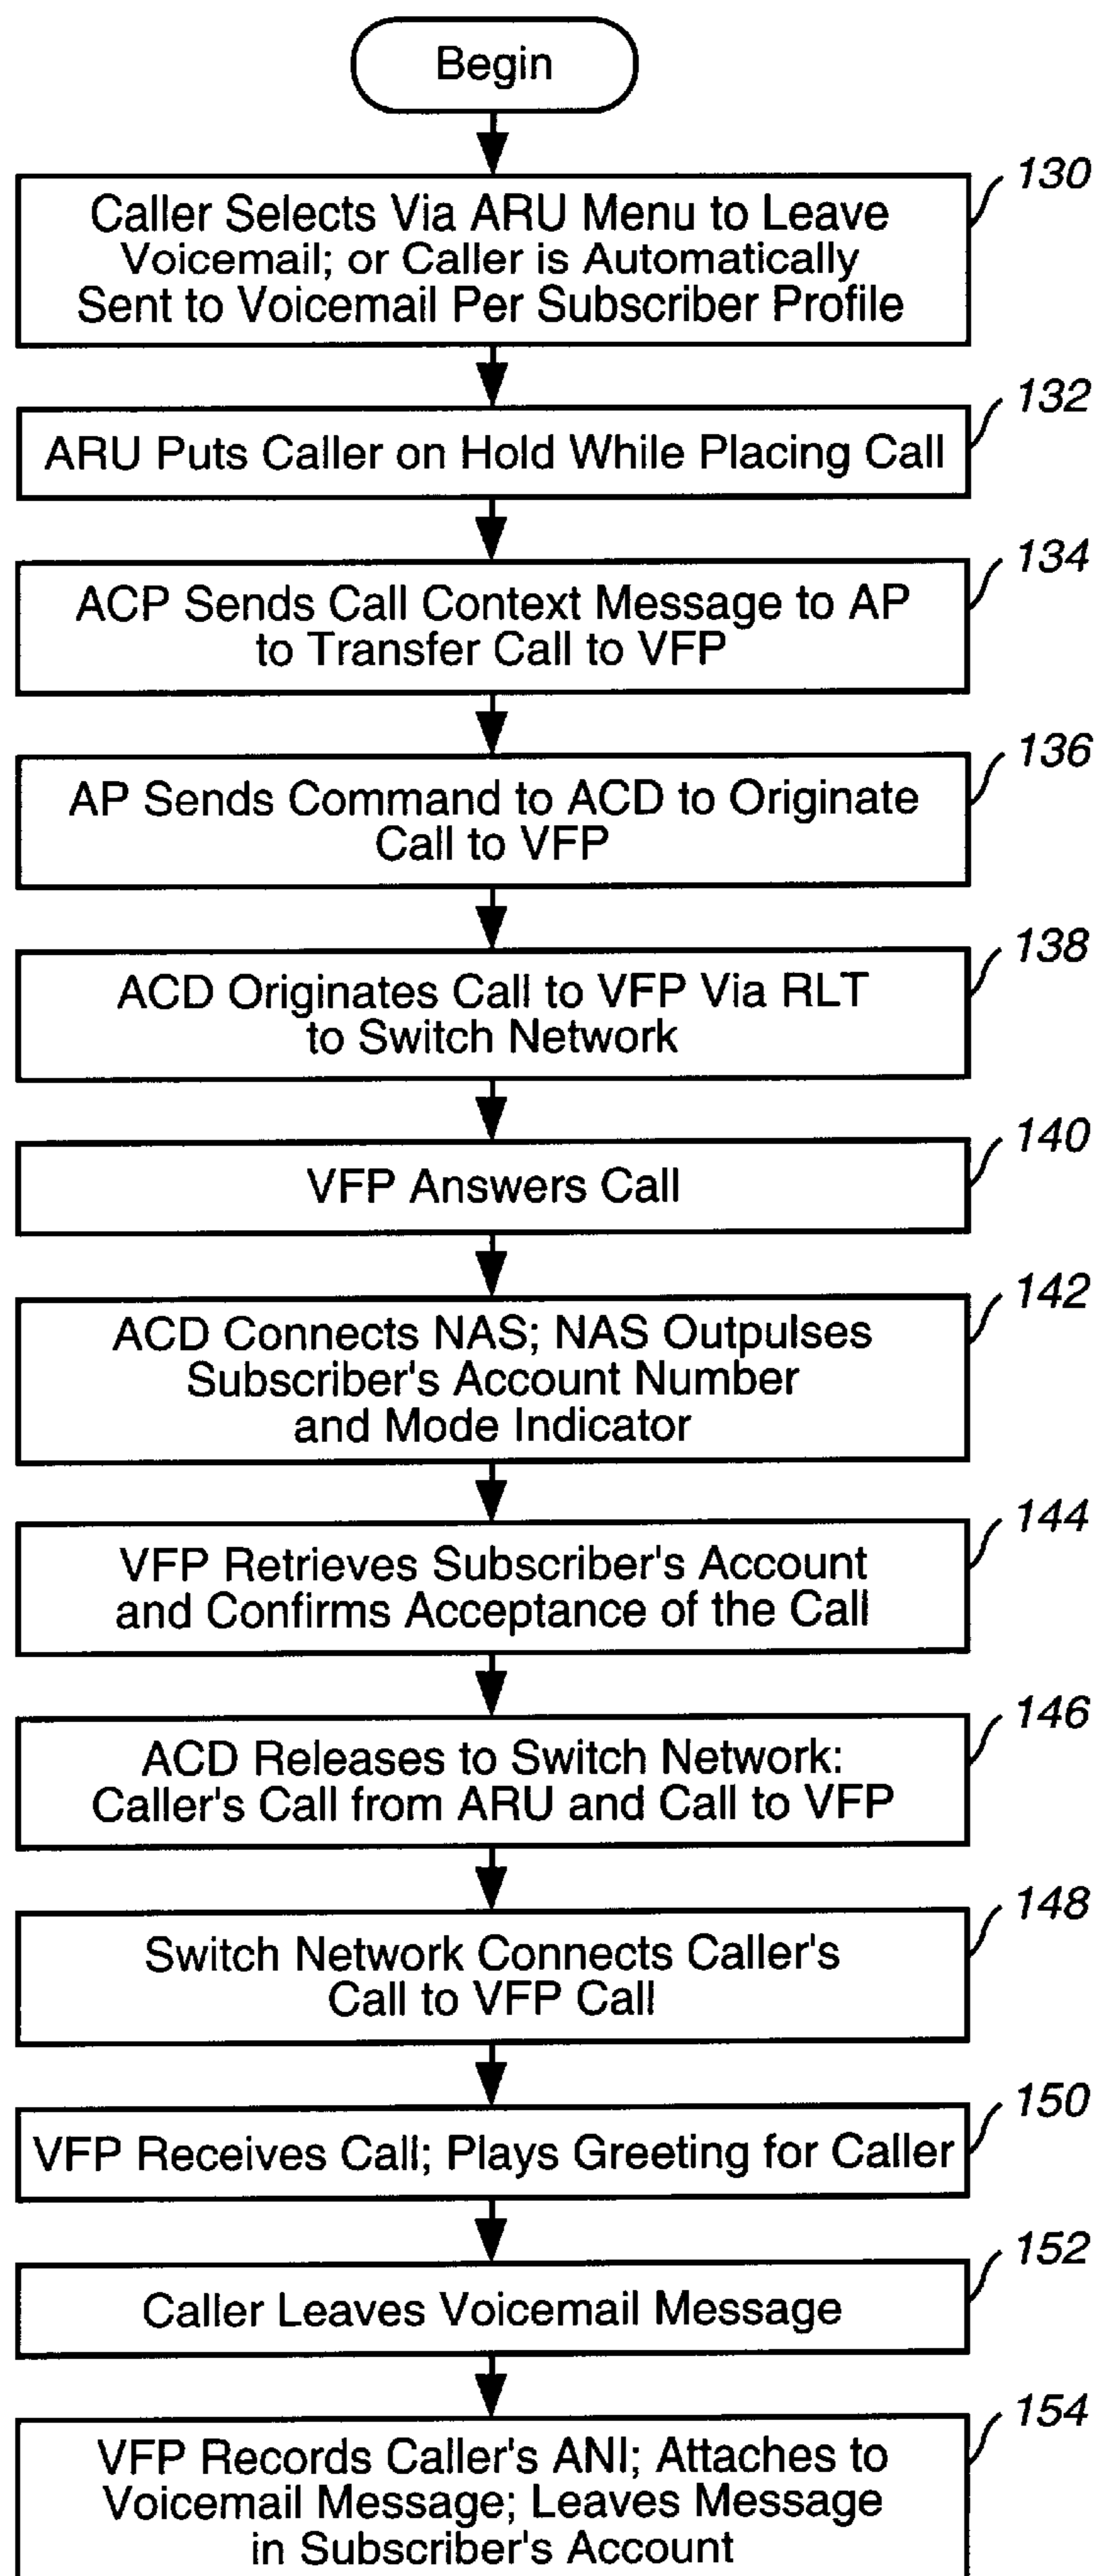 Begin
130
Caller Selects Via ARU Menu to Leave
Voicemail; or Caller is Automatically
Sent to Voicemail Per Subscriber Profile
132
ARU Puts Caller on Hold While Placing Call
134
ACP Sends Call Context Message to AP
to Transfer Call to VFP
136
AP Sends Command to ACD to Originate
Call to VFP
138
ACD Originates Call to VFP Via RLT
to Switch Network
140
VFP Answers Call
142
ACD Connects NAS; NAS Outpulses
Subscriber's Account Number
and Mode Indicator
144
VFP Retrieves Subscriber's Account
and Confirms Acceptance of the Call
146
ACD Releases to Switch Network:
Caller's Call from ARU and Call to VFP
148
Switch Network Connects Caller's
Call to VFP Call
150
VFP Receives Call; Plays Greeting for Caller
152
Caller Leaves Voicemail Message
154
VFP Records Caller's ANI; Attaches to
Voicemail Message; Leaves Message
in Subscriber's Account